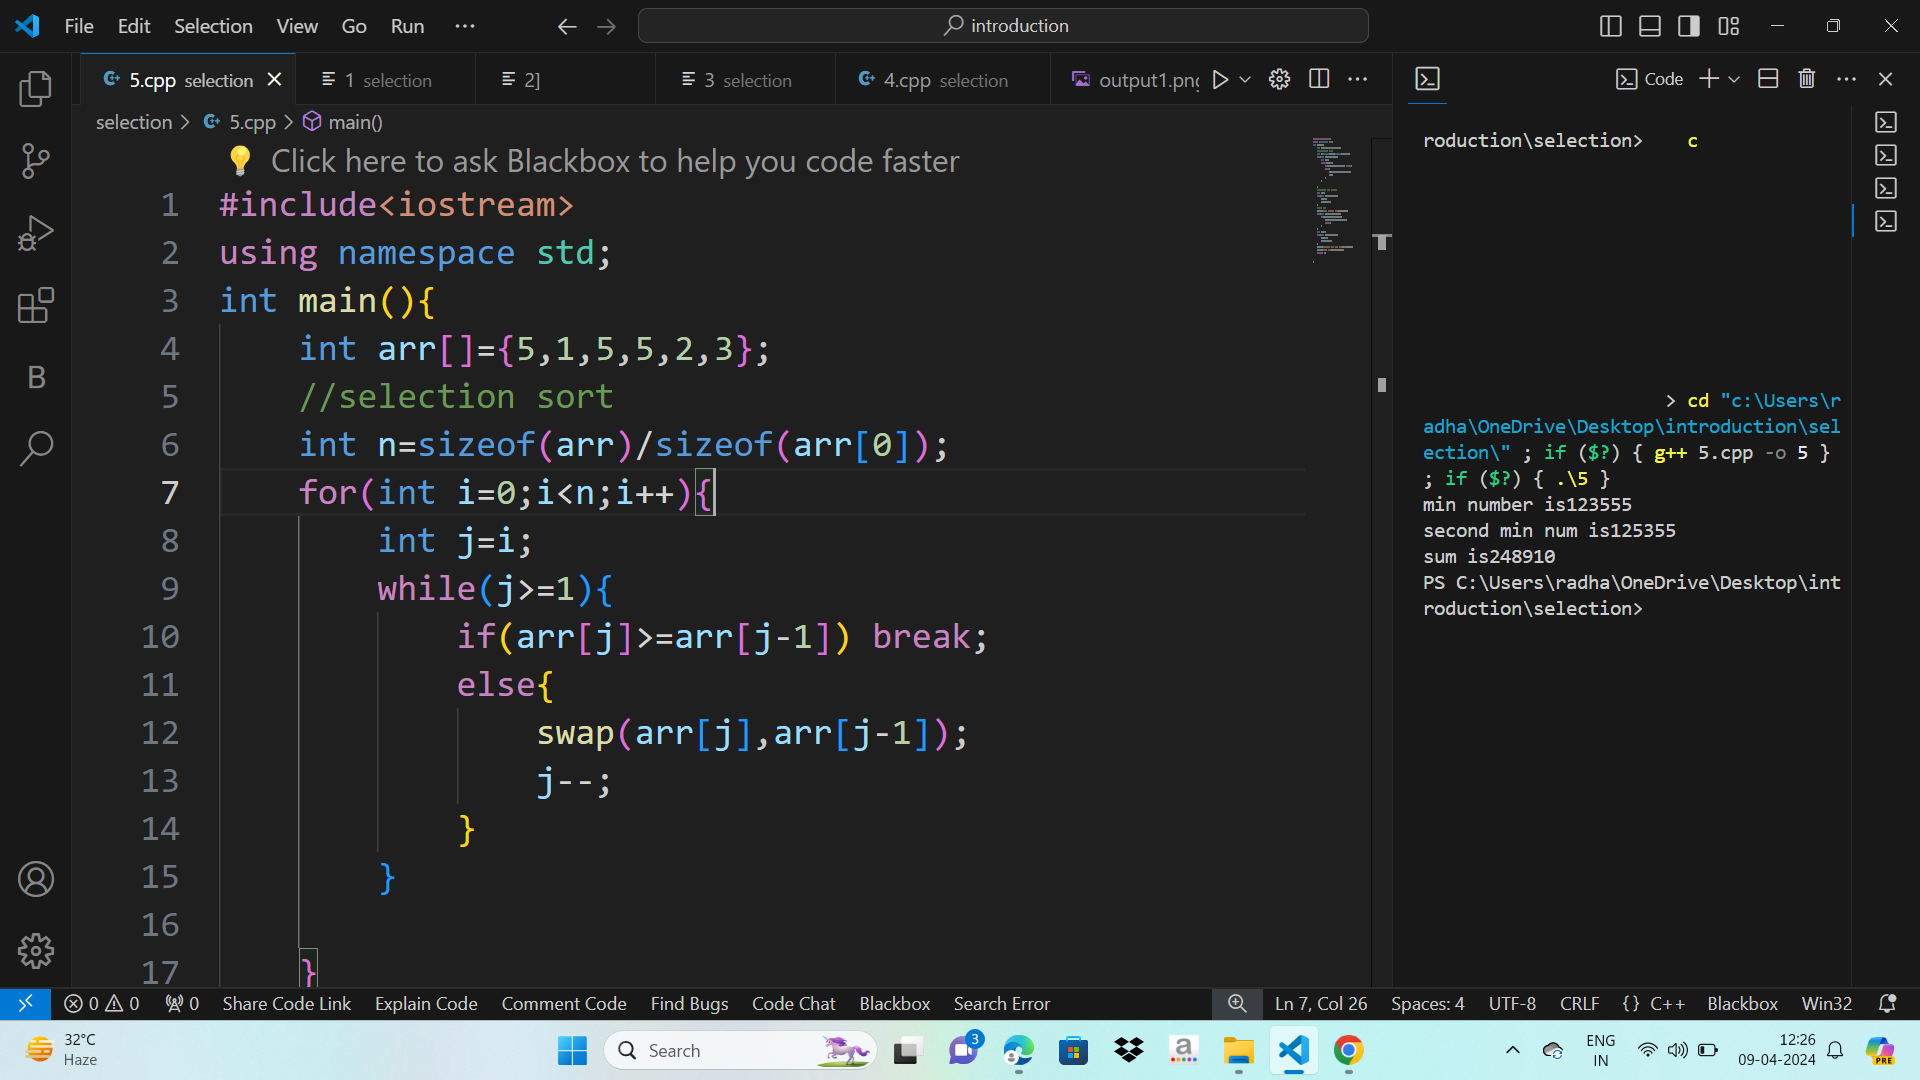 File Edit Selection View Go Run ...
introduction
5.cpp selection
1 selection
2]
3 selection
4.cpp selection
output1.png
Code
selection > 5.cpp > main()
Click here to ask Blackbox to help you code faster
1 #include<iostream>
2 using namespace std;
3 int main(){
4 int arr[]={5,1,5,5,2,3};
5 //selection sort
6 int n=sizeof(arr)/sizeof(arr[0]);
7 for(int i=0;i<n;i++){
8 int j=i;
9 while(j>=1){
10 if(arr[j]>=arr[j-1]) break;
11 else{
12 swap(arr[j],arr[j-1]);
13 j--;
14 }
15 }
16
17 }
B
roduction\selection> c
> cd "c:\Users\r
adha\OneDrive\Desktop\introduction\sel
ection\" ; if ($?) { g++ 5.cpp -o 5 }
; if ($?) { .\5 }
min number is123555
second min num is125355
sum is248910
PS C:\Users\radha\OneDrive\Desktop\int
roduction\selection>
0 0 0 Share Code Link Explain Code Comment Code Find Bugs Code Chat Blackbox Search Error
Ln 7, Col 26 Spaces: 4 UTF-8 CRLF {} C++ Blackbox Win32
32°C
Haze
Search
3
a
ENG
IN
12:26
09-04-2024
PRE